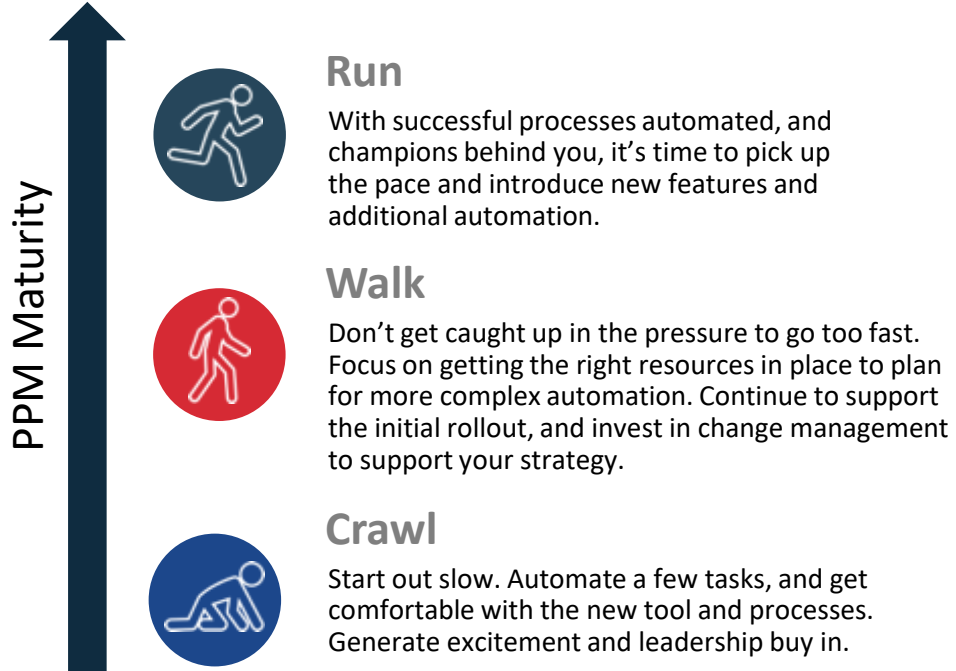 PPM Maturity
Run
With successful processes automated, and
champions behind you, it’s time to pick up
the pace and introduce new features and
additional automation.
Walk
Don’t get caught up in the pressure to go too fast.
Focus on getting the right resources in place to plan
for more complex automation. Continue to support
the initial rollout, and invest in change management
to support your strategy.
Crawl
Start out slow. Automate a few tasks, and get
comfortable with the new tool and processes.
Generate excitement and leadership buy in.